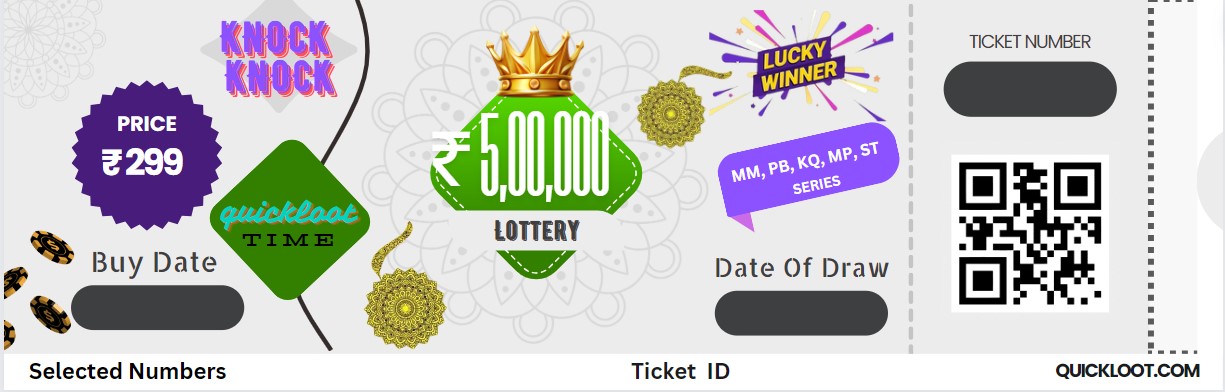 KNOCK
KNOCK
PRICE
₹299
quickloot
TIME
Buy Date
₹5,00,000
LOTTERY
LUCKY
WINNER
MM, PB, KQ, MP, ST
SERIES
Date Of Draw
TICKET NUMBER
Selected Numbers
Ticket ID
QUICKLOOT.COM